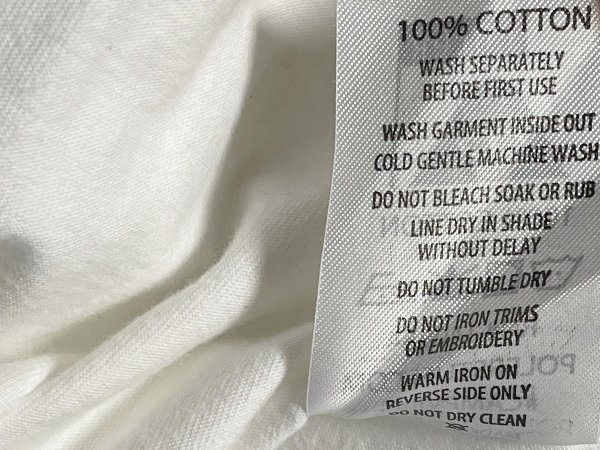 100% COTTON
WASH SEPARATELY
BEFORE FIRST USE
WASH GARMENT INSIDE OUT
COLD GENTLE MACHINE WASH
DO NOT BLEACH SOAK OR RUB
LINE DRY IN SHADE
WITHOUT DELAY
DO NOT TUMBLE DRY
DO NOT IRON TRIMS
OR EMBROIDERY
WARM IRON ON
REVERSE SIDE ONLY
DO NOT DRY CLEAN